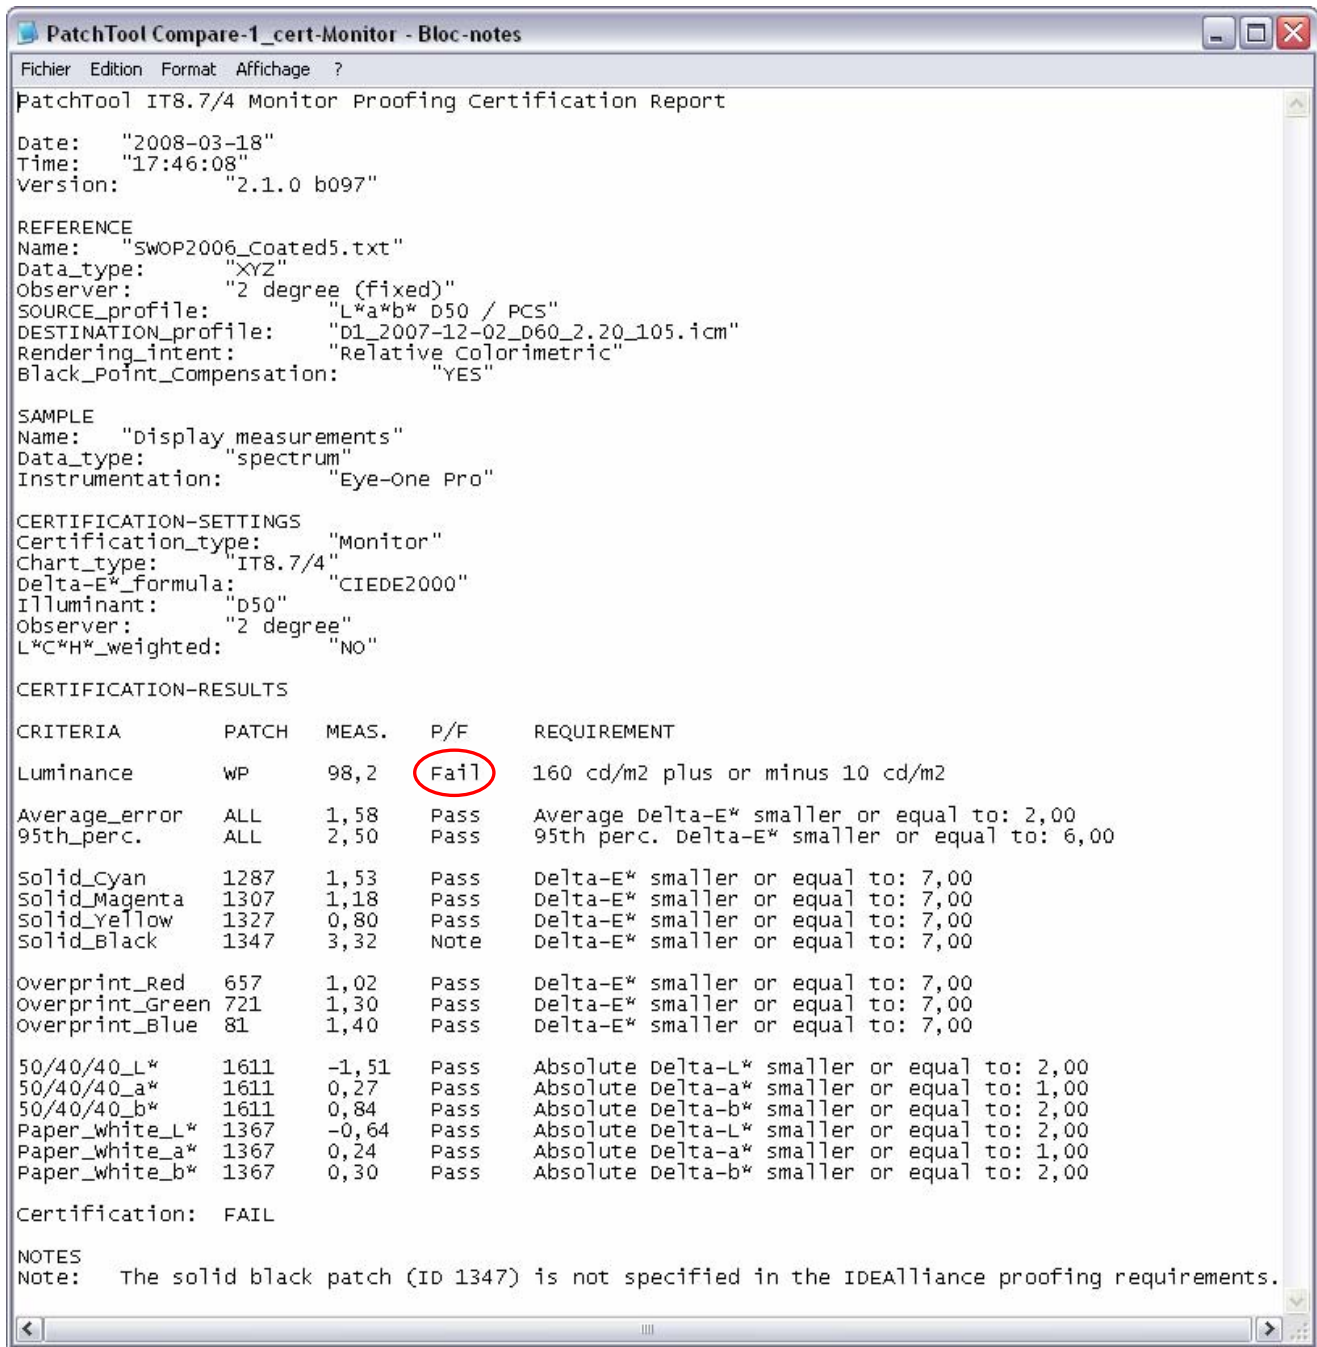 PatchTool Compare-1_cert-Monitor - Bloc-notes
Fichier Edition Format Affichage ?
PatchTool IT8.7/4 Monitor Proofing Certification Report
Date: "2008-03-18"
Time: "17:46:08"
Version: "2.1.0 b097"
REFERENCE
Name: "SWOP2006_Coated5.txt"
Data_type: "XYZ"
Observer: "2 degree (fixed)"
SOURCE_profile: "L*a*b* D50 / PCS"
DESTINATION_profile: "D1_2007-12-02_D60_2.20_105.icm"
Rendering_intent: "Relative Colorimetric"
Black_Point_Compensation: "YES"
SAMPLE
Name: "Display measurements"
Data_type: "spectrum"
Instrumentation: "Eye-One Pro"
CERTIFICATION-SETTINGS
Certification_type: "Monitor"
Chart_type: "IT8.7/4"
Delta-E*_formula: "CIEDE2000"
Illuminant: "D50"
Observer: "2 degree"
L*C*H*_weighted: "NO"
CERTIFICATION-RESULTS
CRITERIA PATCH MEAS. P/F REQUIREMENT
Luminance WP 98,2 Fail 160 cd/m2 plus or minus 10 cd/m2
Average_error ALL 1,58 Pass Average Delta-E* smaller or equal to: 2,00
95th_perc. ALL 2,50 Pass 95th perc. Delta-E* smaller or equal to: 6,00
Solid_Cyan 1287 1,53 Pass Delta-E* smaller or equal to: 7,00
Solid_Magenta 1307 1,18 Pass Delta-E* smaller or equal to: 7,00
Solid_Yellow 1327 0,80 Pass Delta-E* smaller or equal to: 7,00
Solid_Black 1347 3,32 Note Delta-E* smaller or equal to: 7,00
Overprint_Red 657 1,02 Pass Delta-E* smaller or equal to: 7,00
Overprint_Green 721 1,30 Pass Delta-E* smaller or equal to: 7,00
Overprint_Blue 81 1,40 Pass Delta-E* smaller or equal to: 7,00
50/40/40_L* 1611 -1,51 Pass Absolute Delta-L* smaller or equal to: 2,00
50/40/40_a* 1611 0,27 Pass Absolute Delta-a* smaller or equal to: 1,00
50/40/40_b* 1611 0,84 Pass Absolute Delta-b* smaller or equal to: 2,00
Paper_White_L* 1367 -0,64 Pass Absolute Delta-L* smaller or equal to: 2,00
Paper_White_a* 1367 0,24 Pass Absolute Delta-a* smaller or equal to: 1,00
Paper_White_b* 1367 0,30 Pass Absolute Delta-b* smaller or equal to: 2,00
Certification: FAIL
NOTES
Note: The solid black patch (ID 1347) is not specified in the IDEAlliance proofing requirements.